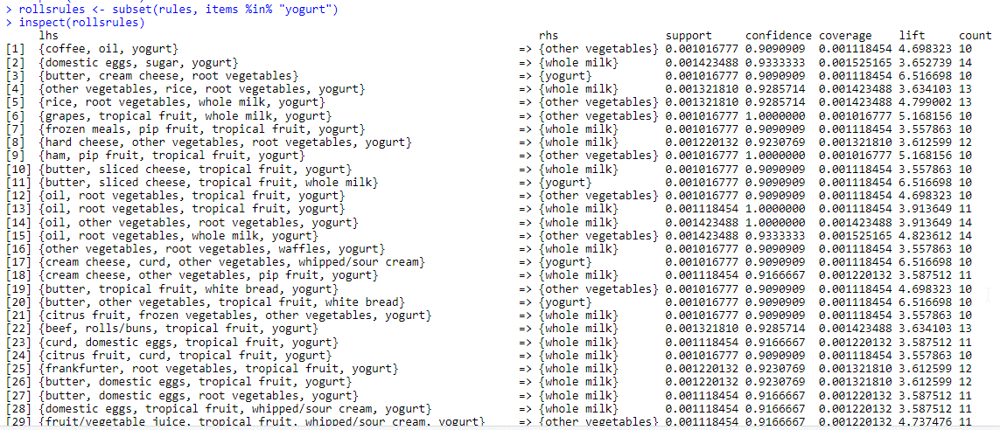 > rollsrules <- subset(rules, items %in% "yogurt")
> inspect(rollsrules)
lhs rhs support confidence coverage lift count
[1] {coffee, oil, yogurt} => {other vegetables} 0.001016777 0.9090909 0.001118454 4.698323 10
[2] {domestic eggs, sugar, yogurt} => {whole milk} 0.001423488 0.9333333 0.001525165 3.652739 14
[3] {butter, cream cheese, root vegetables} => {yogurt} 0.001016777 0.9090909 0.001118454 6.516698 10
[4] {other vegetables, rice, root vegetables, yogurt} => {whole milk} 0.001321810 0.9285714 0.001423488 3.634103 13
[5] {rice, root vegetables, whole milk, yogurt} => {other vegetables} 0.001321810 0.9285714 0.001423488 4.799002 13
[6] {grapes, tropical fruit, whole milk, yogurt} => {other vegetables} 0.001016777 1.0000000 0.001016777 5.168156 10
[7] {frozen meals, pip fruit, tropical fruit, yogurt} => {whole milk} 0.001016777 0.9090909 0.001118454 3.557863 10
[8] {hard cheese, other vegetables, root vegetables, yogurt} => {whole milk} 0.001220132 0.9230769 0.001321810 3.612599 12
[9] {ham, pip fruit, tropical fruit, yogurt} => {other vegetables} 0.001016777 1.0000000 0.001016777 5.168156 10
[10] {butter, sliced cheese, tropical fruit, yogurt} => {whole milk} 0.001016777 0.9090909 0.001118454 3.557863 10
[11] {butter, sliced cheese, tropical fruit, whole milk} => {yogurt} 0.001016777 0.9090909 0.001118454 6.516698 10
[12] {oil, root vegetables, tropical fruit, yogurt} => {other vegetables} 0.001016777 0.9090909 0.001118454 4.698323 10
[13] {oil, root vegetables, tropical fruit, yogurt} => {whole milk} 0.001118454 1.0000000 0.001118454 3.913649 11
[14] {oil, other vegetables, root vegetables, yogurt} => {whole milk} 0.001423488 1.0000000 0.001423488 3.913649 14
[15] {oil, root vegetables, whole milk, yogurt} => {other vegetables} 0.001423488 0.9333333 0.001525165 4.823612 14
[16] {other vegetables, root vegetables, waffles, yogurt} => {whole milk} 0.001016777 0.9090909 0.001118454 3.557863 10
[17] {cream cheese, curd, other vegetables, whipped/sour cream} => {yogurt} 0.001016777 0.9090909 0.001118454 6.516698 10
[18] {cream cheese, other vegetables, pip fruit, yogurt} => {whole milk} 0.001118454 0.9166667 0.001220132 3.587512 11
[19] {butter, tropical fruit, white bread, yogurt} => {other vegetables} 0.001016777 0.9090909 0.001118454 4.698323 10
[20] {butter, other vegetables, tropical fruit, white bread} => {yogurt} 0.001016777 0.9090909 0.001118454 6.516698 10
[21] {citrus fruit, frozen vegetables, other vegetables, yogurt} => {whole milk} 0.001016777 0.9090909 0.001118454 3.557863 10
[22] {beef, rolls/buns, tropical fruit, yogurt} => {whole milk} 0.001321810 0.9285714 0.001423488 3.634103 13
[23] {curd, domestic eggs, tropical fruit, yogurt} => {whole milk} 0.001118454 0.9166667 0.001220132 3.587512 11
[24] {citrus fruit, curd, tropical fruit, yogurt} => {whole milk} 0.001016777 0.9090909 0.001118454 3.557863 10
[25] {frankfurter, root vegetables, tropical fruit, yogurt} => {whole milk} 0.001220132 0.9230769 0.001321810 3.612599 12
[26] {butter, domestic eggs, tropical fruit, yogurt} => {whole milk} 0.001220132 0.9230769 0.001321810 3.612599 12
[27] {butter, domestic eggs, root vegetables, yogurt} => {whole milk} 0.001118454 0.9166667 0.001220132 3.587512 11
[28] {domestic eggs, tropical fruit, whipped/sour cream, yogurt} => {whole milk} 0.001118454 0.9166667 0.001220132 3.587512 11
[29] {fruit/vegetable juice, tropical fruit, whipped/sour cream, yogurt} => {other vegetables} 0.001118454 0.9166667 0.001220132 4.737476 11